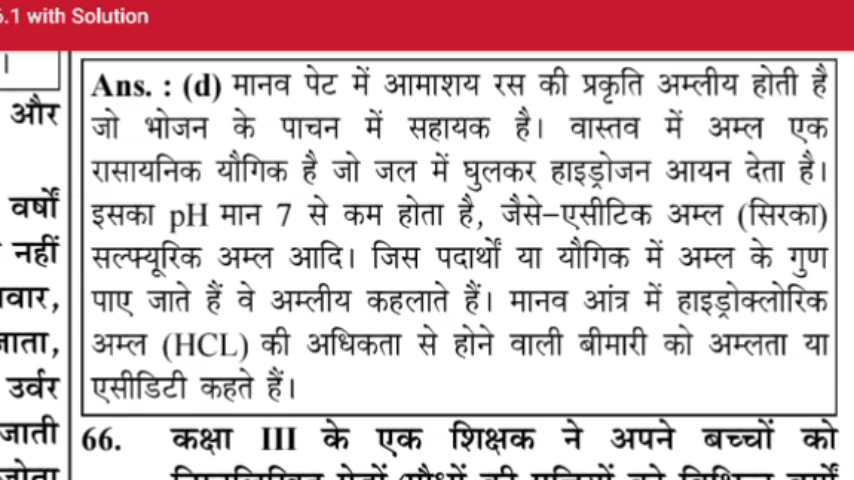 6.1 with Solution
Ans. : (d) मानव पेट में आमाशय रस की प्रकृति अम्लीय होती है
जो भोजन के पाचन में सहायक है। वास्तव में अम्ल एक
रासायनिक यौगिक है जो जल में घुलकर हाइड्रोजन आयन देता है।
इसका pH मान 7 से कम होता है, जैसे–एसीटिक अम्ल (सिरका)
सल्फ्यूरिक अम्ल आदि। जिस पदार्थों या यौगिक में अम्ल के गुण
पाए जाते हैं वे अम्लीय कहलाते हैं। मानव आंत्र में हाइड्रोक्लोरिक
अम्ल (HCL) की अधिकता से होने वाली बीमारी को अम्लता या
एसीडिटी कहते हैं।
66. कक्षा III के एक शिक्षक ने अपने बच्चों को
।
और
वर्षों
नहीं
उर्वर